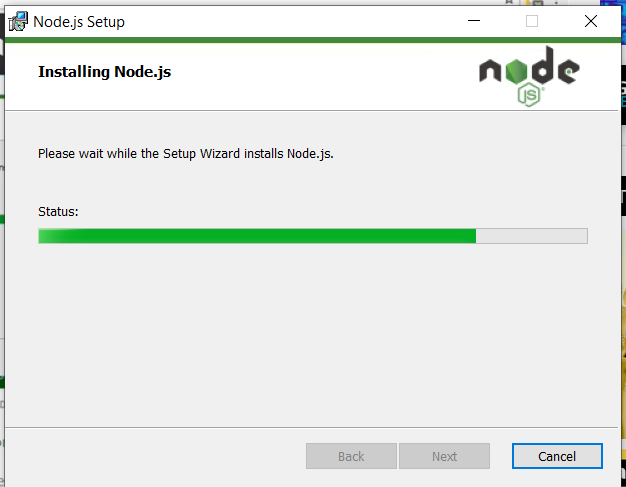 Node.js Setup
Installing Node.js
node
JS
Please wait while the Setup Wizard installs Node.js.
Status:
Back
Next
Cancel